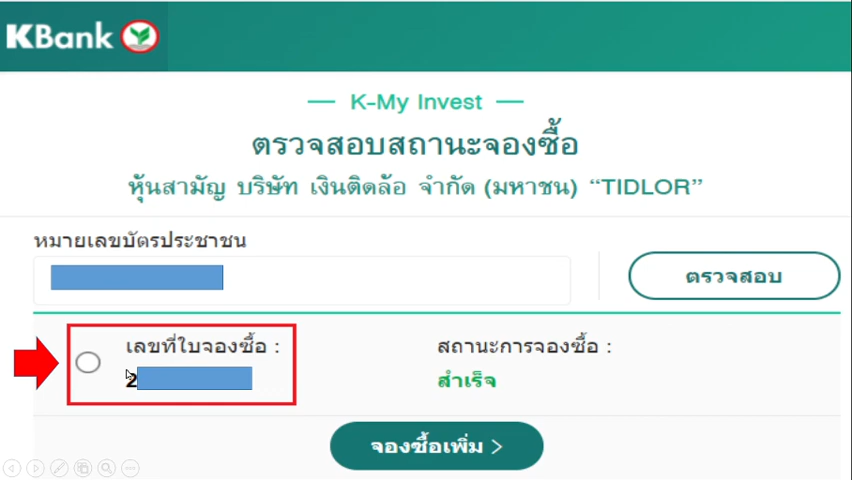 KBank
K-My Invest
ตรวจสอบสถานะจองซื้อ
หุ้นสามัญ บริษัท เงินติดล้อ จำกัด (มหาชน) “TIDLOR”
หมายเลขบัตรประชาชน
ตรวจสอบ
เลขที่ใบจองซื้อ :
2
สถานะการจองซื้อ :
สำเร็จ
จองซื้อเพิ่ม >